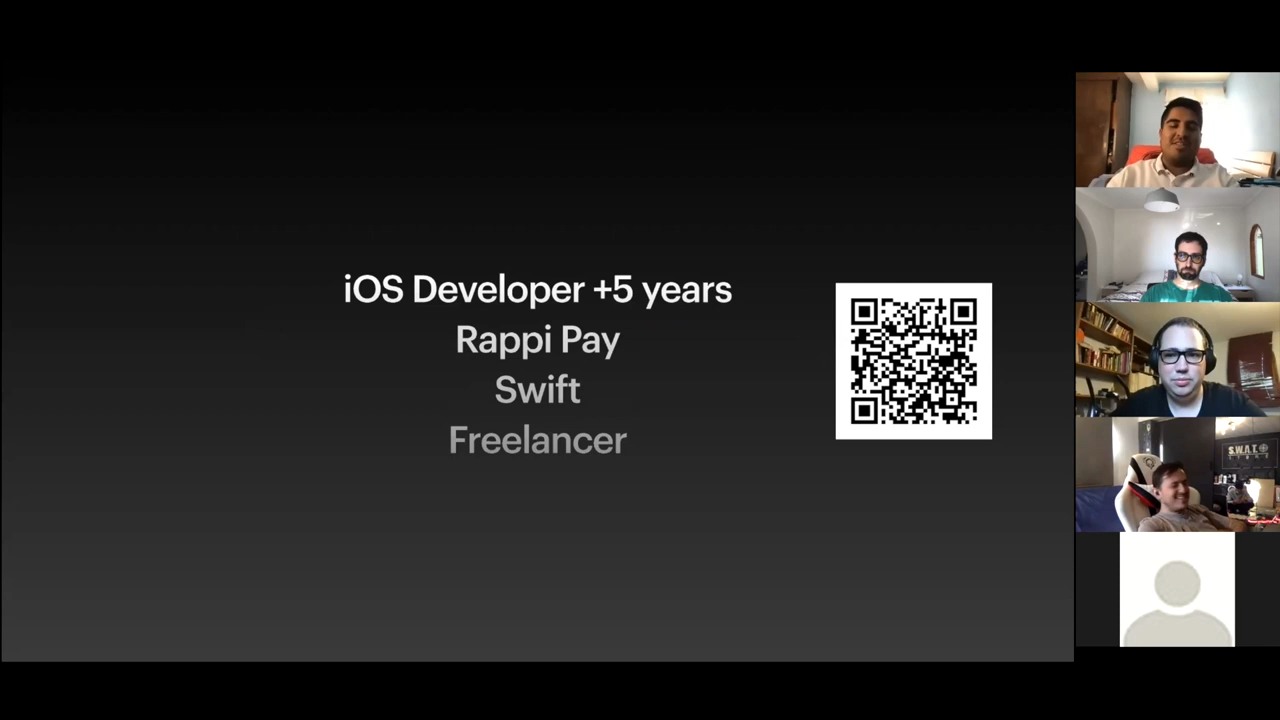 iOS Developer +5 years
Rappi Pay
Swift
Freelancer
S.W.A.T.